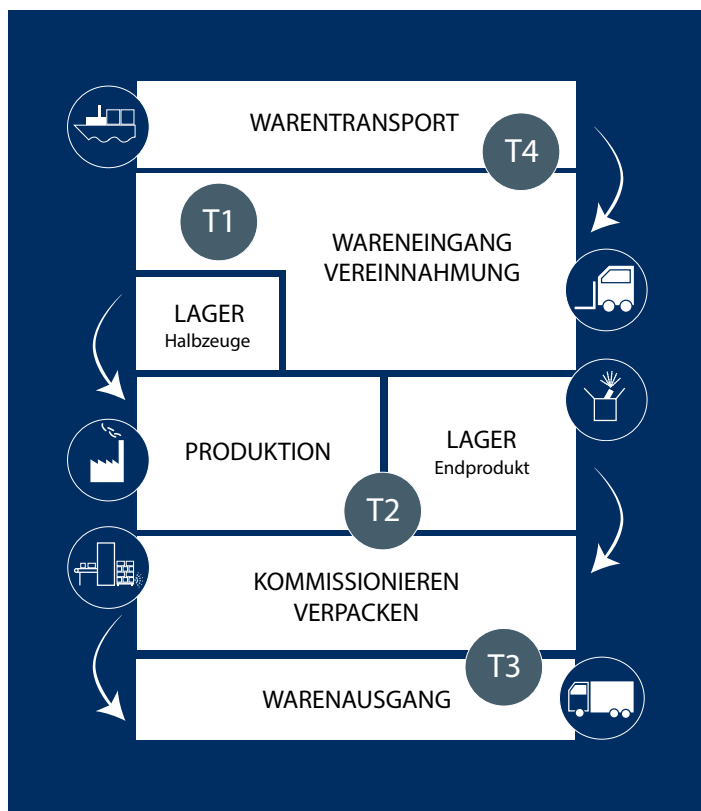 WARENTRANSPORT
T4
T1
WARENEINGANG
VEREINNAHMUNG
LAGER
Halbzeuge
PRODUKTION
LAGER
Endprodukt
T2
KOMMISSIONIEREN
VERPACKEN
T3
WARENAUSGANG